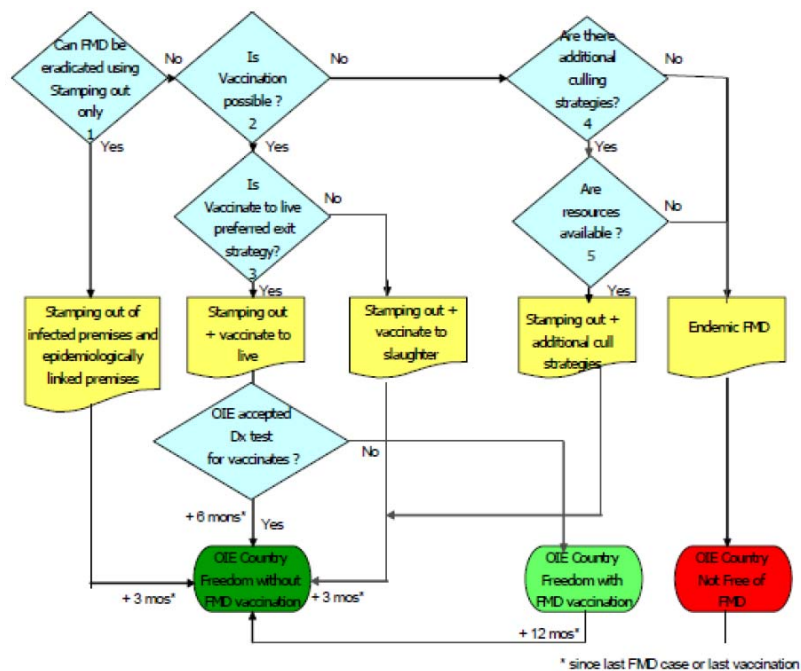 Can FMD be
eradicated using
Stamping out
only
1
No
Is
Vaccination
possible ?
2
No
Are there
additional
culling
strategies?
4
No
Yes
Yes
Yes
Is
Vaccinate to live
preferred exit
strategy?
3
No
Are
resources
available ?
5
No
Yes
Yes
Stamping out of
infected premises and
epidemiologically
linked premises
Stamping out
+ vaccinate to
live
Stamping out +
vaccinate to
slaughter
Stamping out +
additional cull
strategies
Endemic FMD
OIE accepted
Dx test
for vaccinates ?
No
+ 6 mons*
Yes
OIE Country
Freedom without
FMD vaccination
OIE Country
Freedom with
FMD vaccination
OIE Country
Not Free of
FMD
+ 3 mos*
+ 3 mos*
+ 12 mos*
* since last FMD case or last vaccination